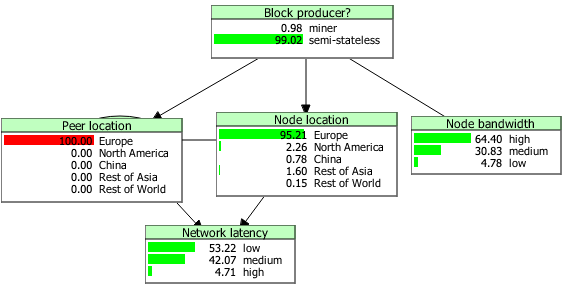 Block producer?
0.98 miner
99.02 semi-stateless
Peer location
100.00 Europe
0.00 North America
0.00 China
0.00 Rest of Asia
0.00 Rest of World
Node location
95.21 Europe
2.26 North America
0.78 China
1.60 Rest of Asia
0.15 Rest of World
Node bandwidth
64.40 high
30.83 medium
4.78 low
Network latency
53.22 low
42.07 medium
4.71 high